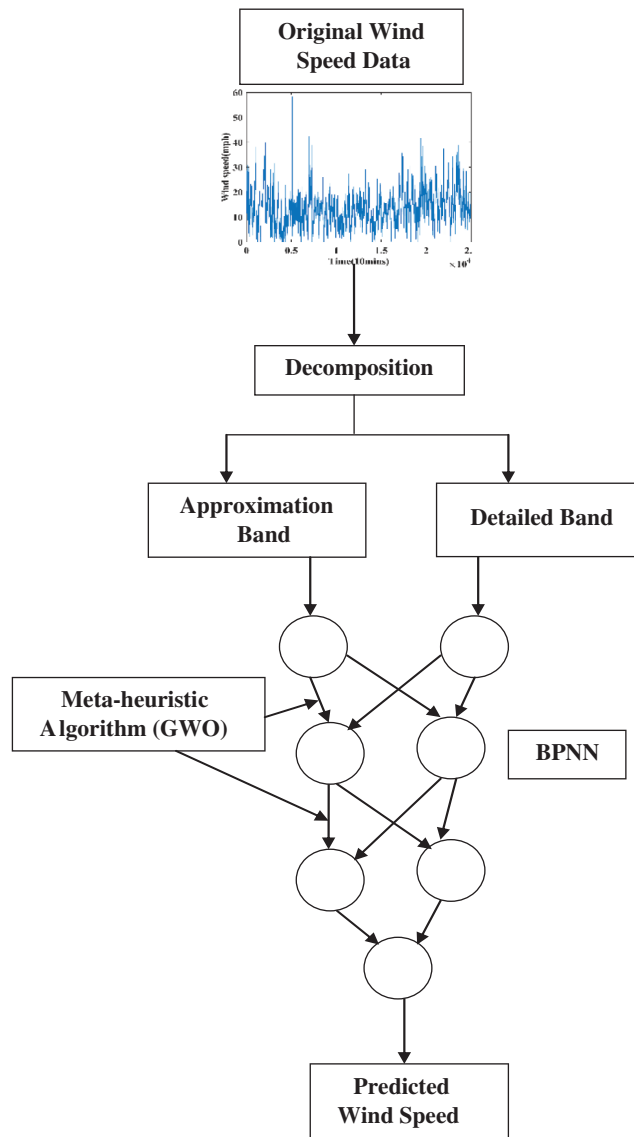 Original Wind
Speed Data
60
50
40
30
20
10
0
Wind speed(mph)
0 0.5 1 1.5 2 2.
Time(10mins)
×10⁴
Decomposition
Approximation
Band
Detailed Band
Meta-heuristic
Algorithm (GWO)
BPNN
Predicted
Wind Speed